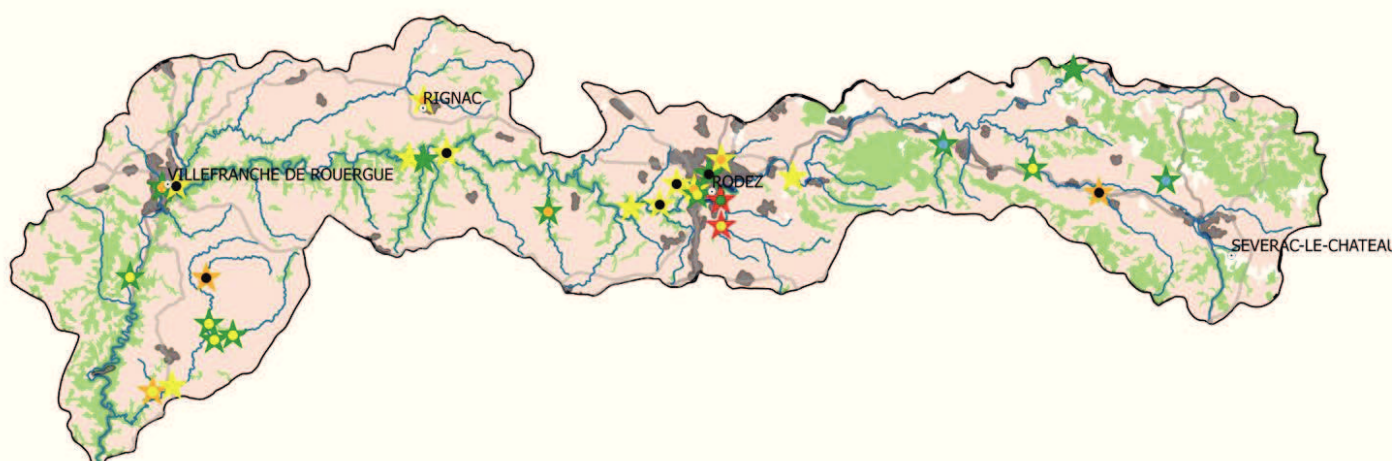 RIGNAC
VILLEFRANCHE DE ROUERGUE
RODEZ
SEVERAC-LE-CHATEAU